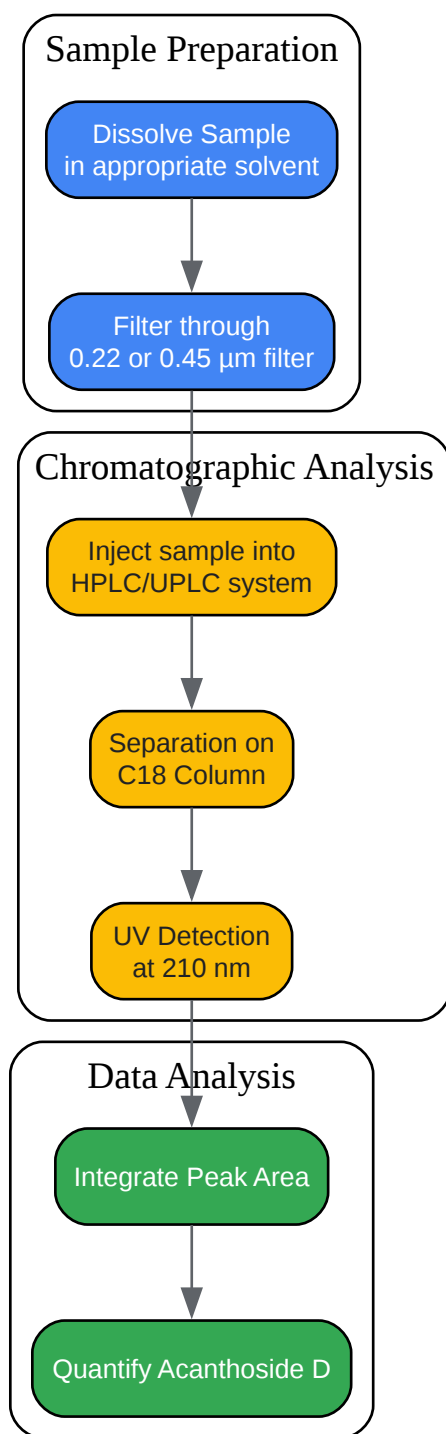 Sample Preparation
Dissolve Sample
in appropriate solvent
Filter through
0.22 or 0.45 µm filter
Chromatographic Analysis
Inject sample into
HPLC/UPLC system
Separation on
C18 Column
UV Detection
at 210 nm
Data Analysis
Integrate Peak Area
Quantify Acanthoside D